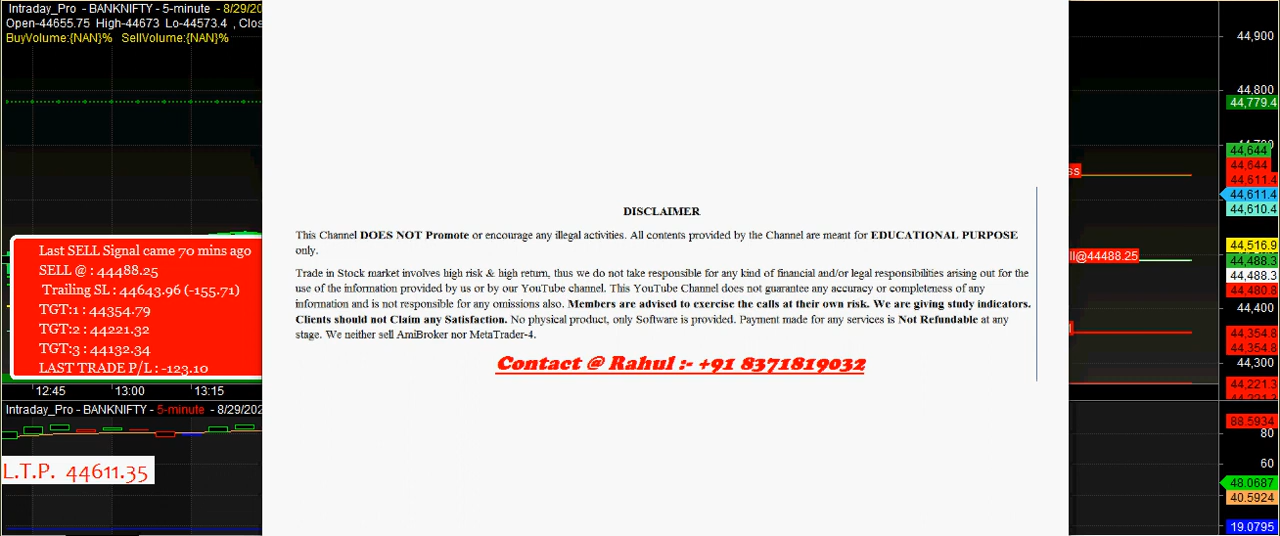 Intraday_Pro - BANKNIFTY - 5-minute - 8/29/202
Open-44655.75 High-44673 Lo-44573.4 , Clos
BuyVolume:{NAN}% SellVolume:{NAN}%
Last SELL Signal came 70 mins ago
SELL @ : 44488.25
Trailing SL : 44643.96 (-155.71)
TGT:1 : 44354.79
TGT:2 : 44221.32
TGT:3 : 44132.34
LAST TRADE P/L : -123.10
12:45 13:00 13:15
Intraday_Pro - BANKNIFTY - 5-minute - 8/29/202
L.T.P. 44611.35
DISCLAIMER
This Channel DOES NOT Promote or encourage any illegal activities. All contents provided by the Channel are meant for EDUCATIONAL PURPOSE
only.
Trade in Stock market involves high risk & high return, thus we do not take responsible for any kind of financial and/or legal responsibilities arising out for the
use of the information provided by us or by our YouTube channel. This YouTube Channel does not guarantee any accuracy or completeness of any
information and is not responsible for any omissions also. Members are advised to exercise the calls at their own risk. We are giving study indicators.
Clients should not Claim any Satisfaction. No physical product, only Software is provided. Payment made for any services is Not Refundable at any
stage. We neither sell AmiBroker nor MetaTrader-4.
Contact @ Rahul :- +91 8371819032
ss
ll@44488.25
44,900
44,800
44,779.4
44,644
44,644
44,611.4
44,611.4
44,610.4
44,516.9
44,488.3
44,488.3
44,480.8
44,400
44,354.8
44,354.8
44,300
44,221.3
88.5934
80
60
48.0687
40.5924
19.0795